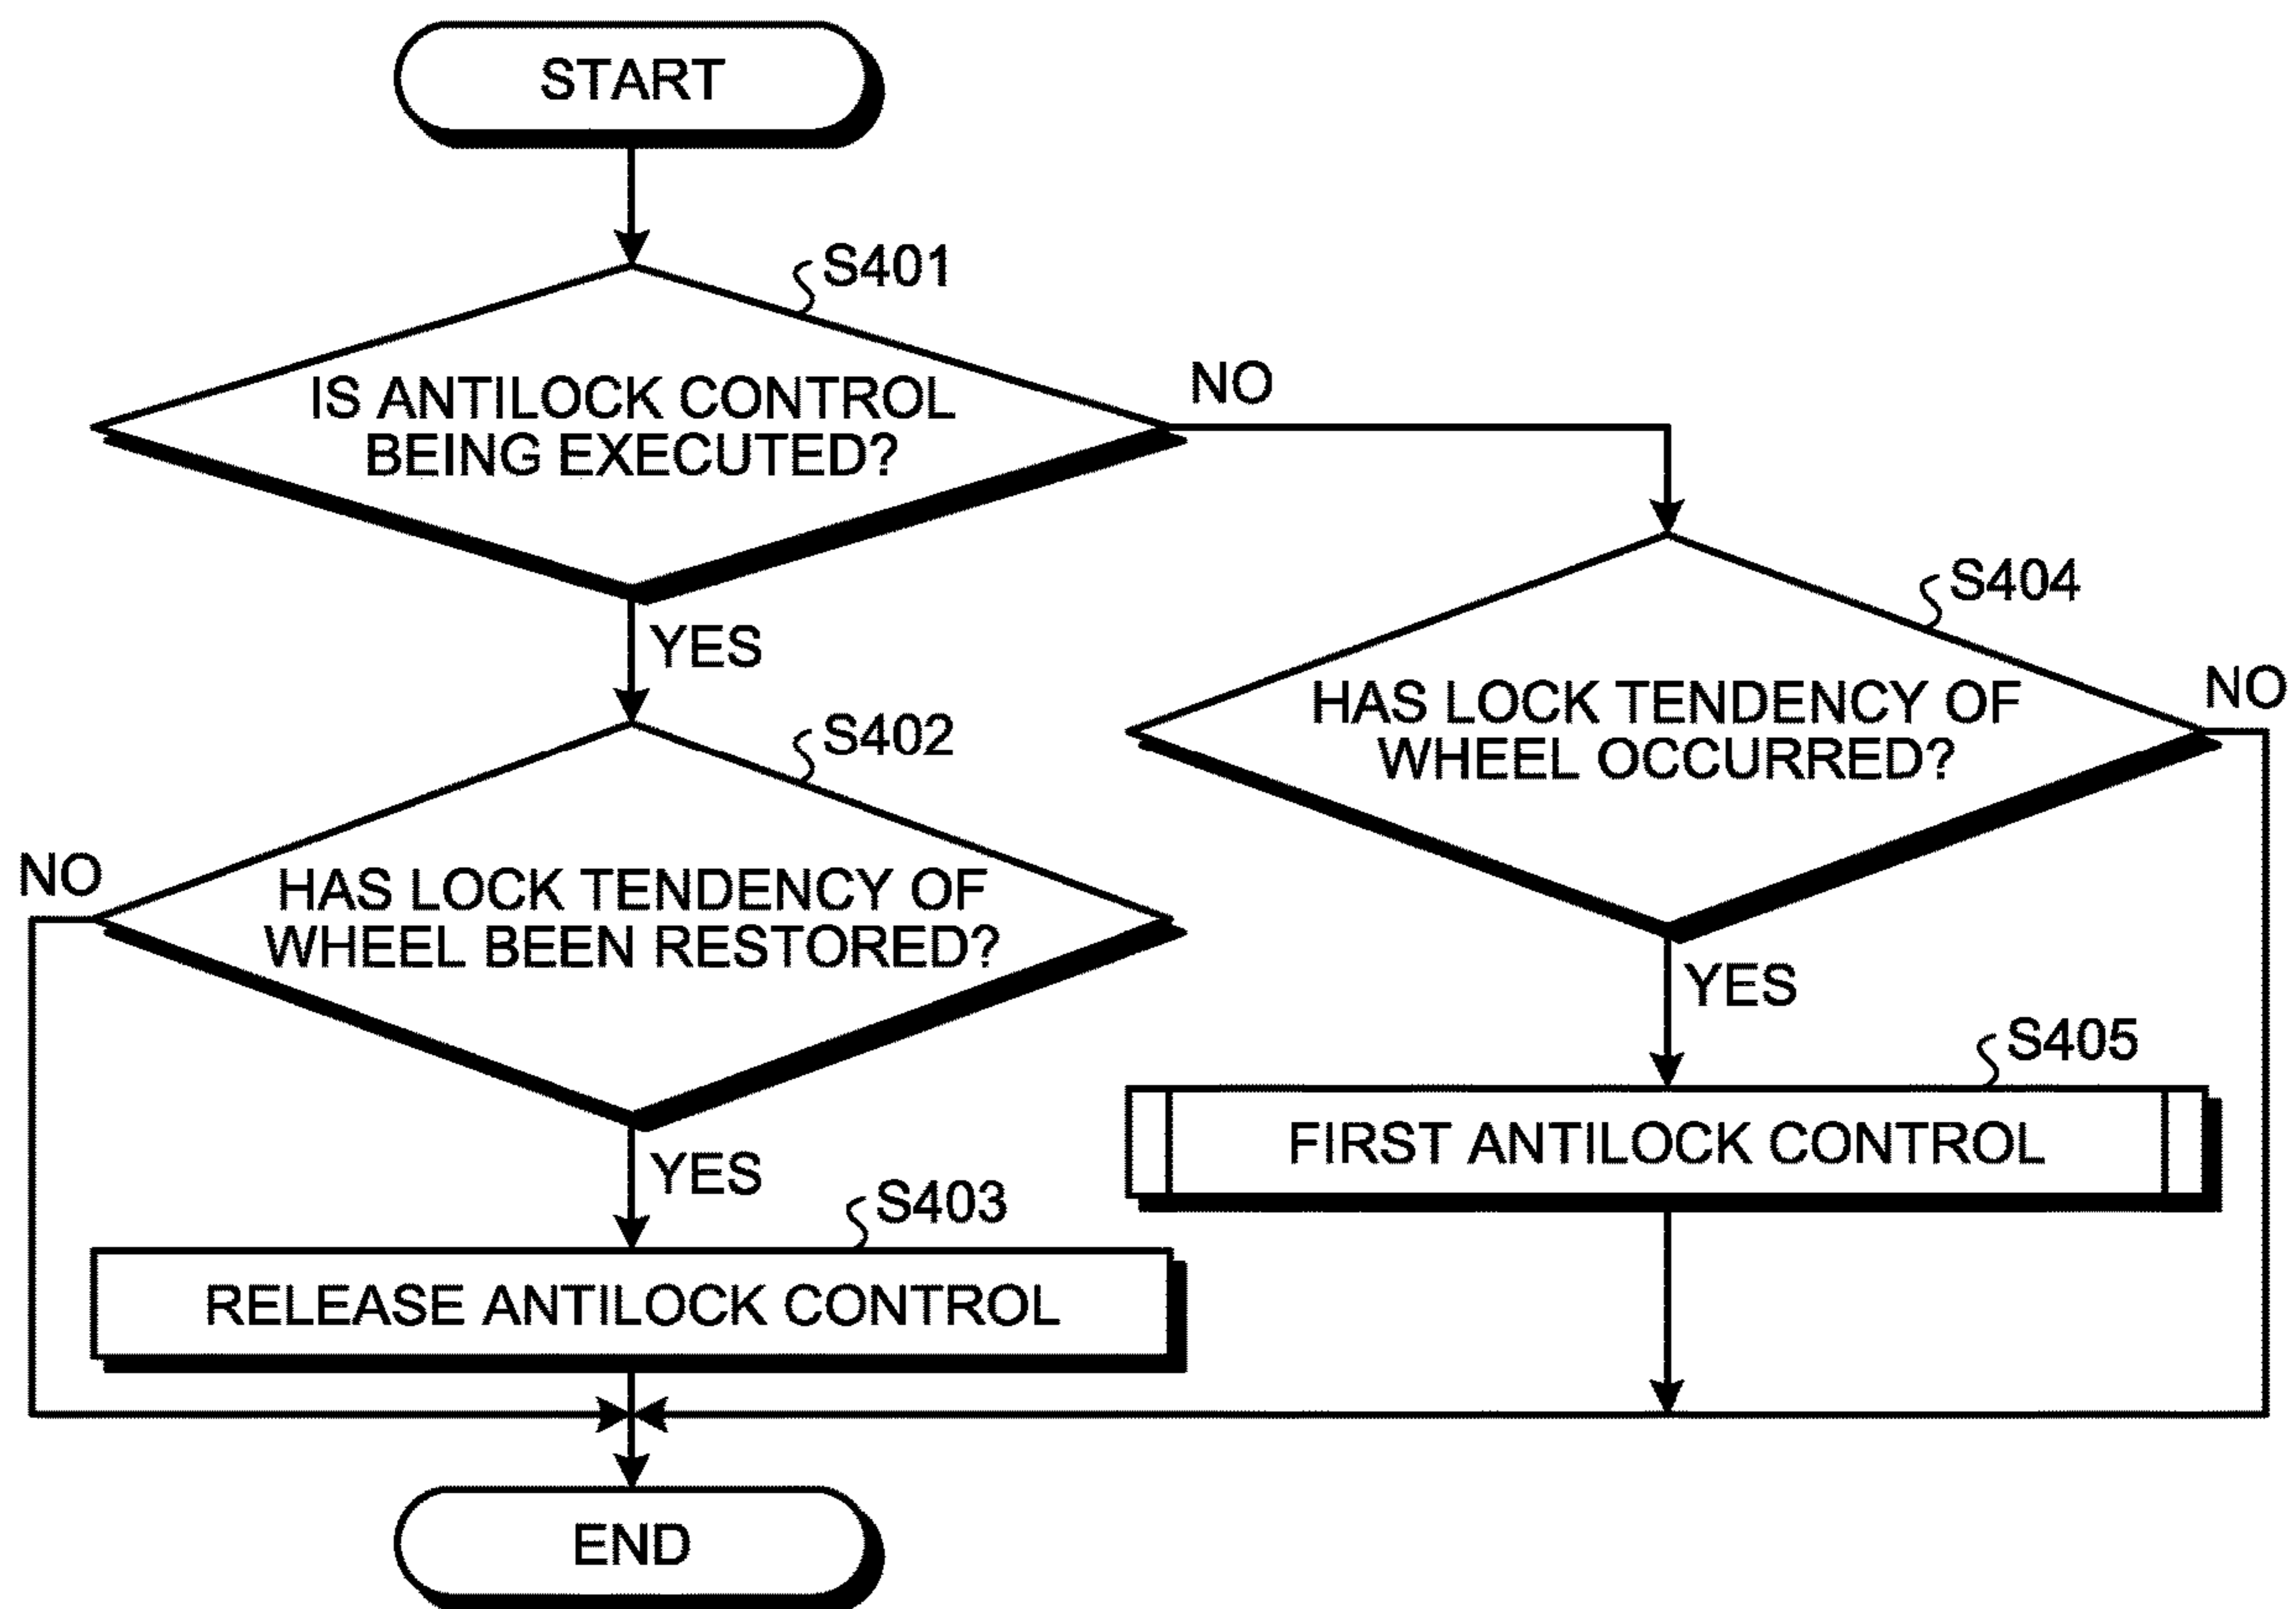 START
S401
IS ANTILOCK CONTROL
BEING EXECUTED?
NO
YES
S402
HAS LOCK TENDENCY OF
WHEEL BEEN RESTORED?
NO
YES
S403
RELEASE ANTILOCK CONTROL
S404
HAS LOCK TENDENCY OF
WHEEL OCCURRED?
NO
YES
S405
FIRST ANTILOCK CONTROL
END